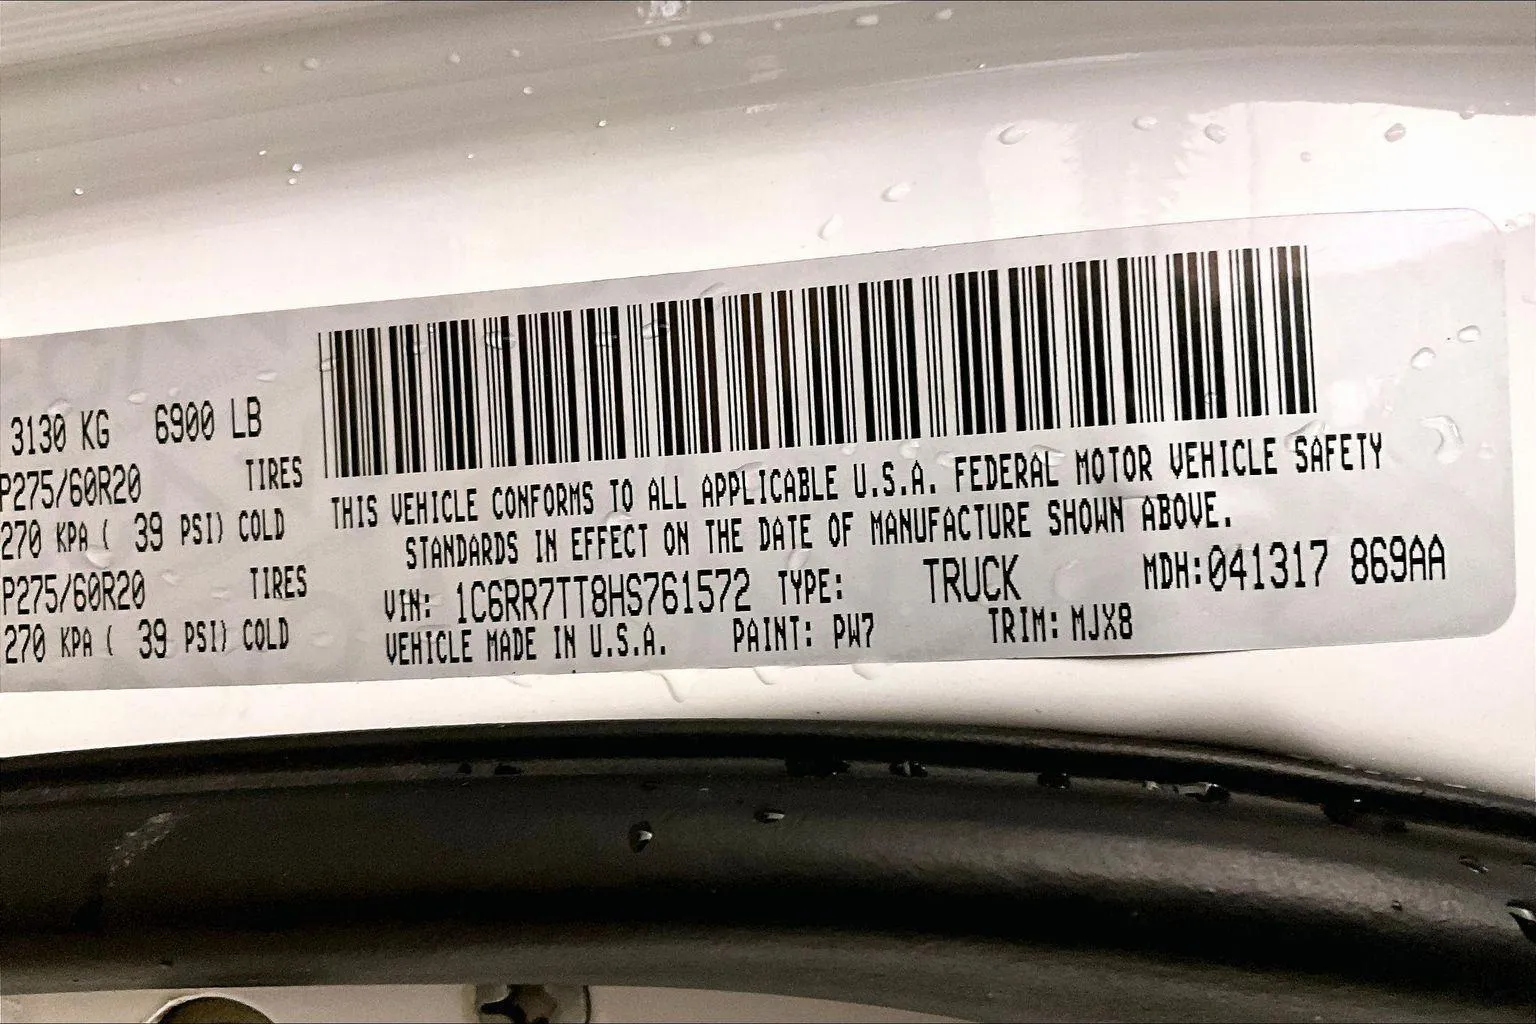 3130 KG 6900 LB
P275/60R20 TIRES
270 KPA ( 39 PSI) COLD
P275/60R20 TIRES
270 KPA ( 39 PSI) COLD
THIS VEHICLE CONFORMS TO ALL APPLICABLE U.S.A. FEDERAL MOTOR VEHICLE SAFETY
STANDARDS IN EFFECT ON THE DATE OF MANUFACTURE SHOWN ABOVE.
VIN: 1C6RR7TT8HS761572 TYPE: TRUCK MDH:041317 869AA
VEHICLE MADE IN U.S.A. PAINT: PW7 TRIM: MJX8